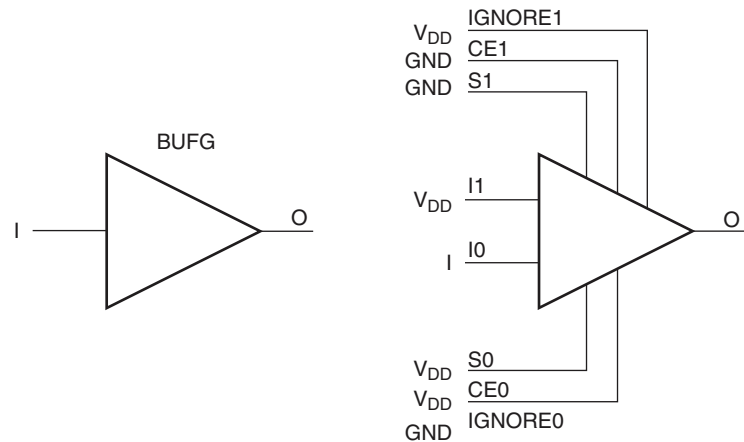 BUFG
I
O
VDD IGNORE1
GND CE1
GND S1
VDD I1
I I0
O
VDD S0
VDD CE0
GND IGNORE0